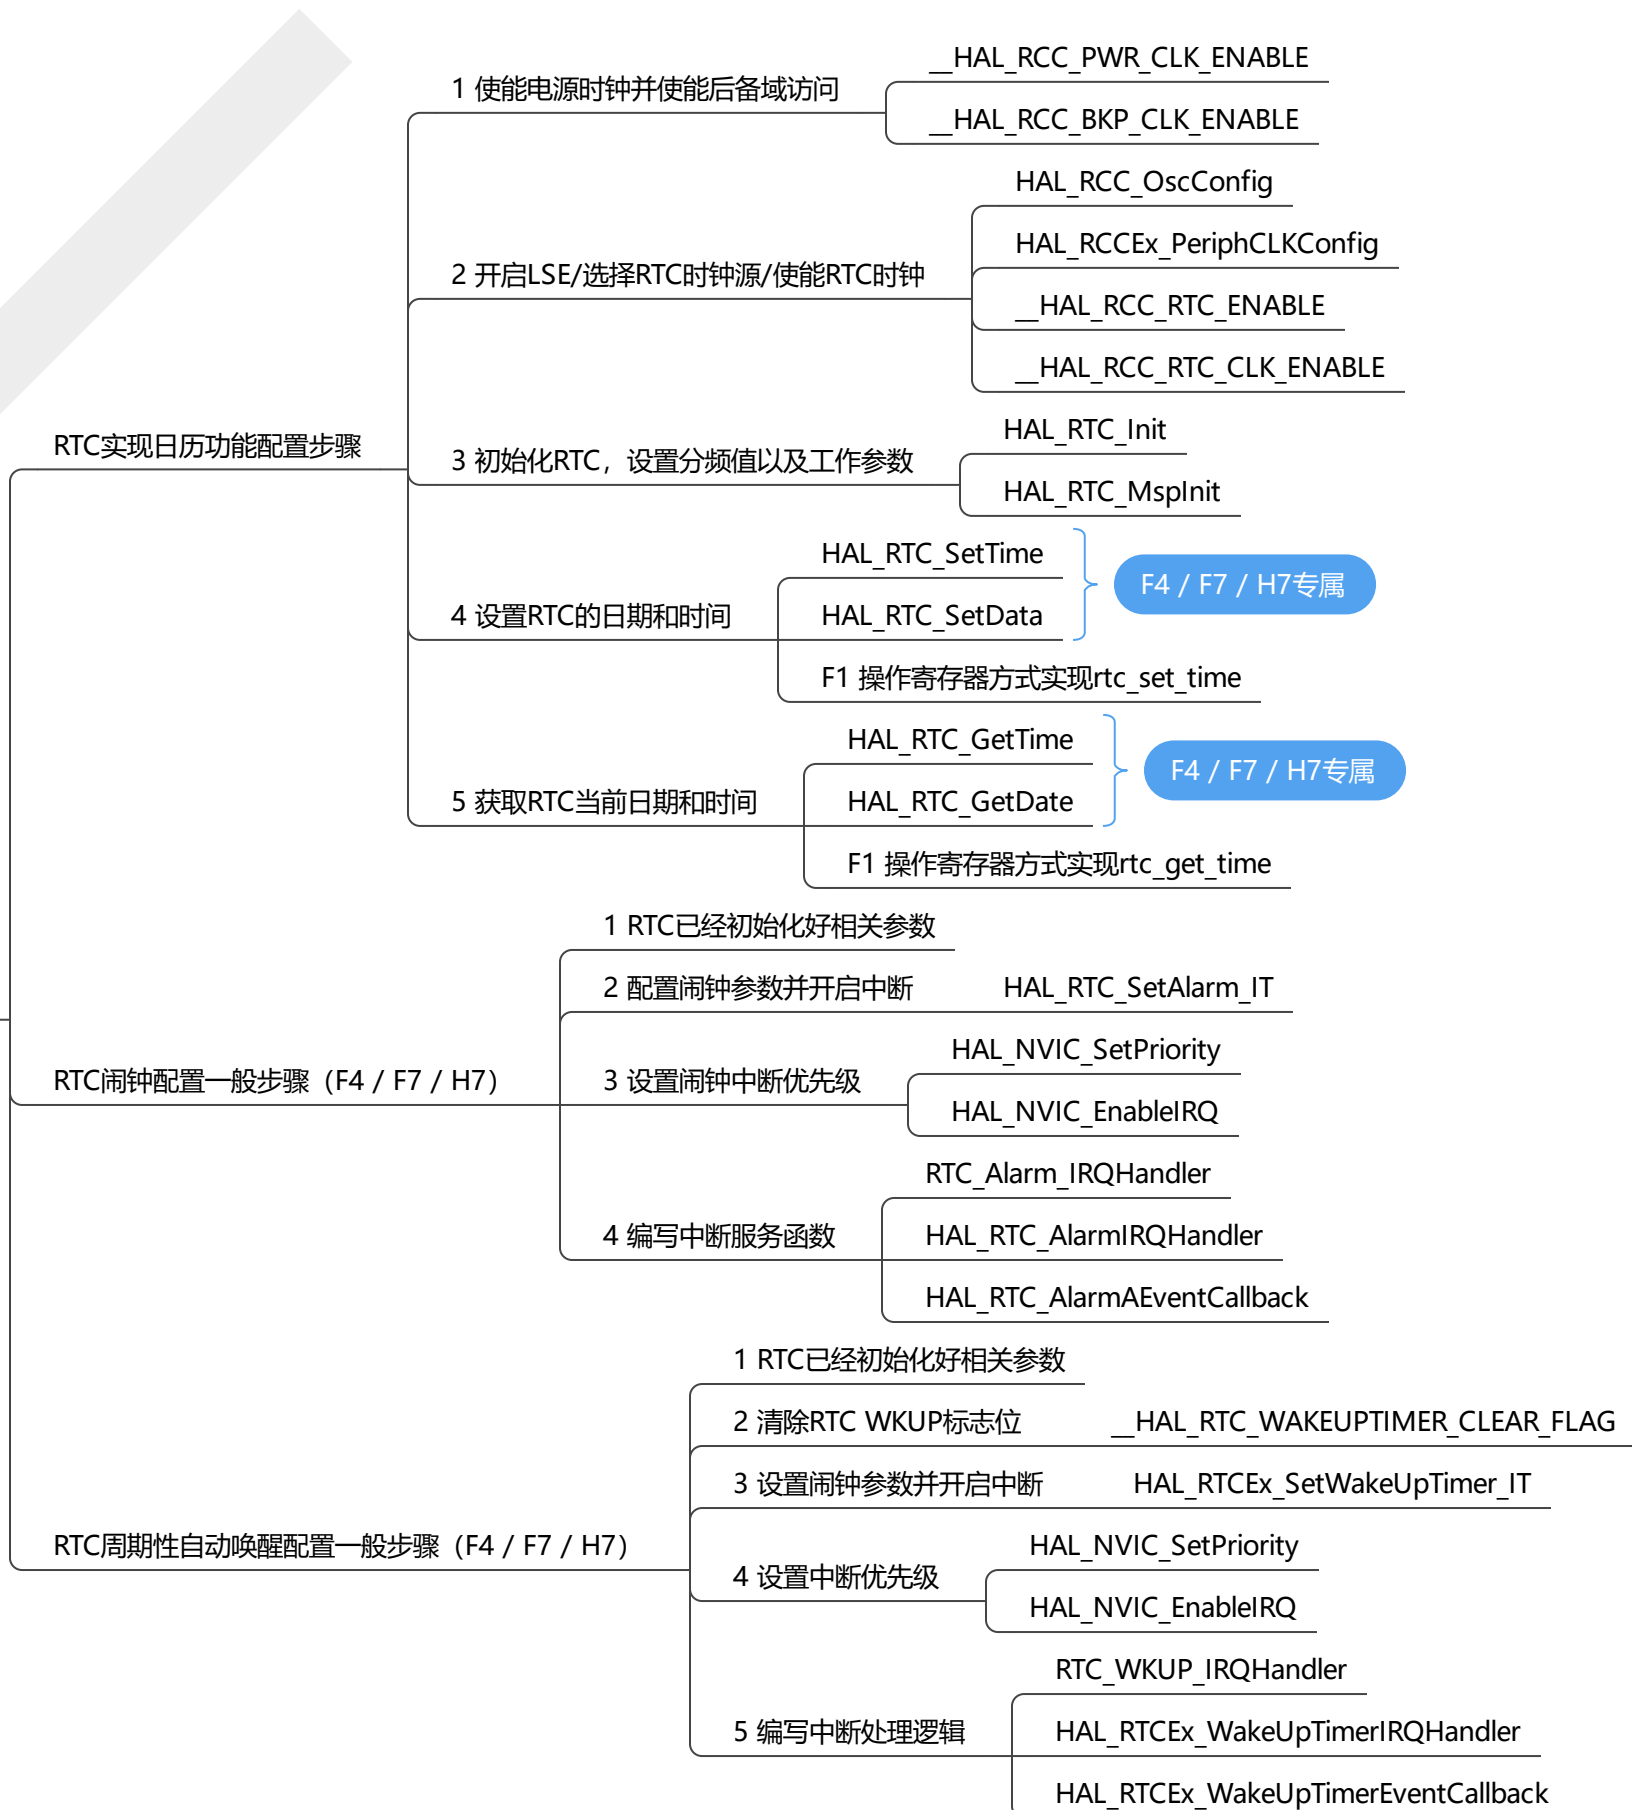 RTC实现日历功能配置步骤
1 使能电源时钟并使能后备域访问
__HAL_RCC_PWR_CLK_ENABLE
__HAL_RCC_BKP_CLK_ENABLE
2 开启LSE/选择RTC时钟源/使能RTC时钟
HAL_RCC_OscConfig
HAL_RCCEx_PeriphCLKConfig
__HAL_RCC_RTC_ENABLE
__HAL_RCC_RTC_CLK_ENABLE
3 初始化RTC，设置分频值以及工作参数
HAL_RTC_Init
HAL_RTC_MspInit
4 设置RTC的日期和时间
HAL_RTC_SetTime
HAL_RTC_SetData
F4 / F7 / H7专属
F1 操作寄存器方式实现rtc_set_time
5 获取RTC当前日期和时间
HAL_RTC_GetTime
HAL_RTC_GetDate
F4 / F7 / H7专属
F1 操作寄存器方式实现rtc_get_time
RTC闹钟配置一般步骤（F4 / F7 / H7）
1 RTC已经初始化好相关参数
2 配置闹钟参数并开启中断
HAL_RTC_SetAlarm_IT
3 设置闹钟中断优先级
HAL_NVIC_SetPriority
HAL_NVIC_EnableIRQ
4 编写中断服务函数
RTC_Alarm_IRQHandler
HAL_RTC_AlarmIRQHandler
HAL_RTC_AlarmAEventCallback
RTC周期性自动唤醒配置一般步骤（F4 / F7 / H7）
1 RTC已经初始化好相关参数
2 清除RTC WKUP标志位
__HAL_RTC_WAKEUPTIMER_CLEAR_FLAG
3 设置闹钟参数并开启中断
HAL_RTCEx_SetWakeUpTimer_IT
4 设置中断优先级
HAL_NVIC_SetPriority
HAL_NVIC_EnableIRQ
5 编写中断处理逻辑
RTC_WKUP_IRQHandler
HAL_RTCEx_WakeUpTimerIRQHandler
HAL_RTCEx_WakeUpTimerEventCallback